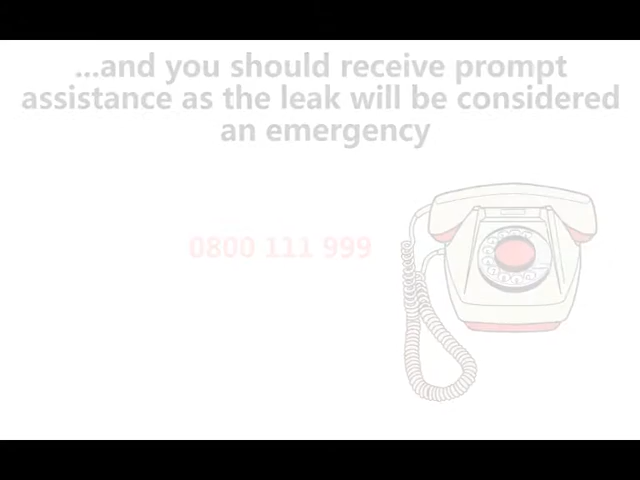 ...and you should receive prompt
assistance as the leak will be considered
an emergency
0800 111 999